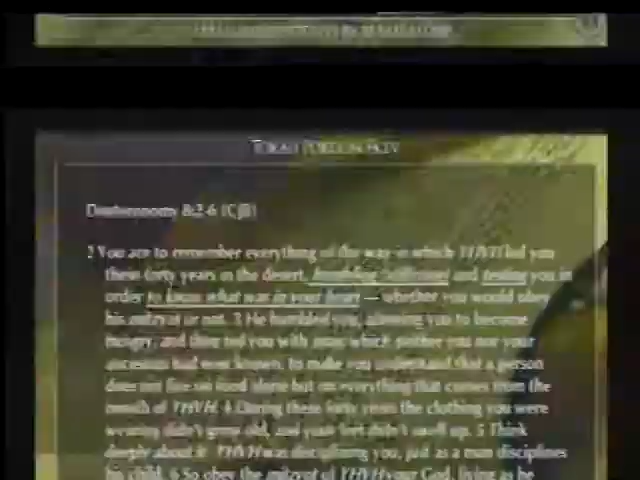 TORAH PORTION
Deuteronomy 8:2-6 (CJB)
2 You are to remember everything of the way in which YHVH led you
these forty years in the desert, humbling and testing you in
order to know what was in your heart — whether you would obey
his mitzvot or not. 3 He humbled you, allowing you to become
hungry, and then fed you with man, which neither you nor your
ancestors had ever known, to make you understand that a person
does not live on food alone but on everything that comes from the
mouth of YHVH. 4 During these forty years the clothing you were
wearing didn't grow old, and your feet didn't swell up. 5 Think
deeply about it: YHVH was disciplining you, just as a man disciplines
his child. 6 So obey the mitzvot of YHVH your God, living as he